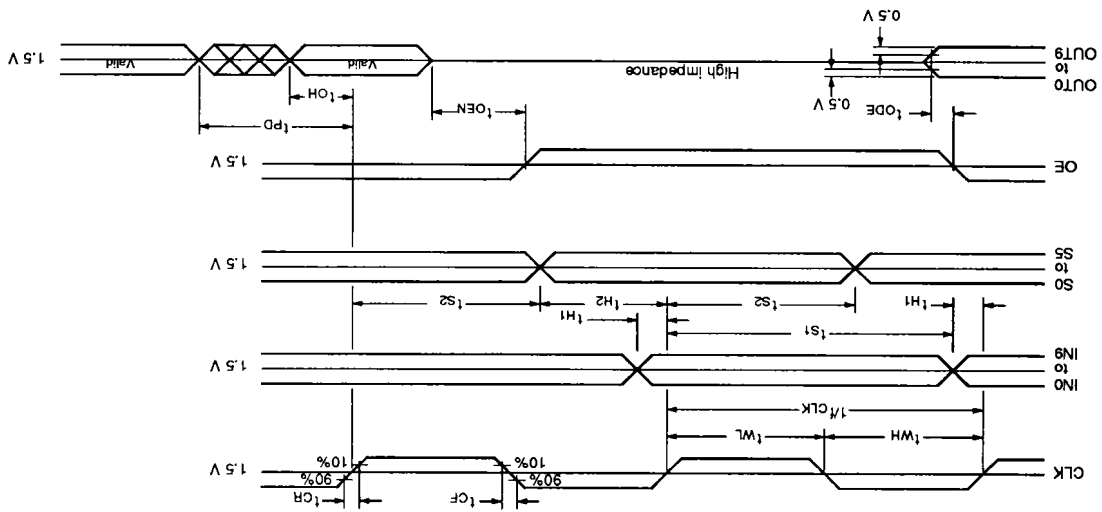 tCF tCR
90% 90%
CLK 1.5 V
10% 10%
tWH tWL
1/fCLK
IN0
to 1.5 V
IN9
tS1 tH1
tH1 tS2 tH2 tS2
S0
to 1.5 V
S5
OE 1.5 V
tPD
tODE tOEN tOH
0.5 V
OUT0
to High impedance Valid Valid 1.5 V
OUT9
0.5 V